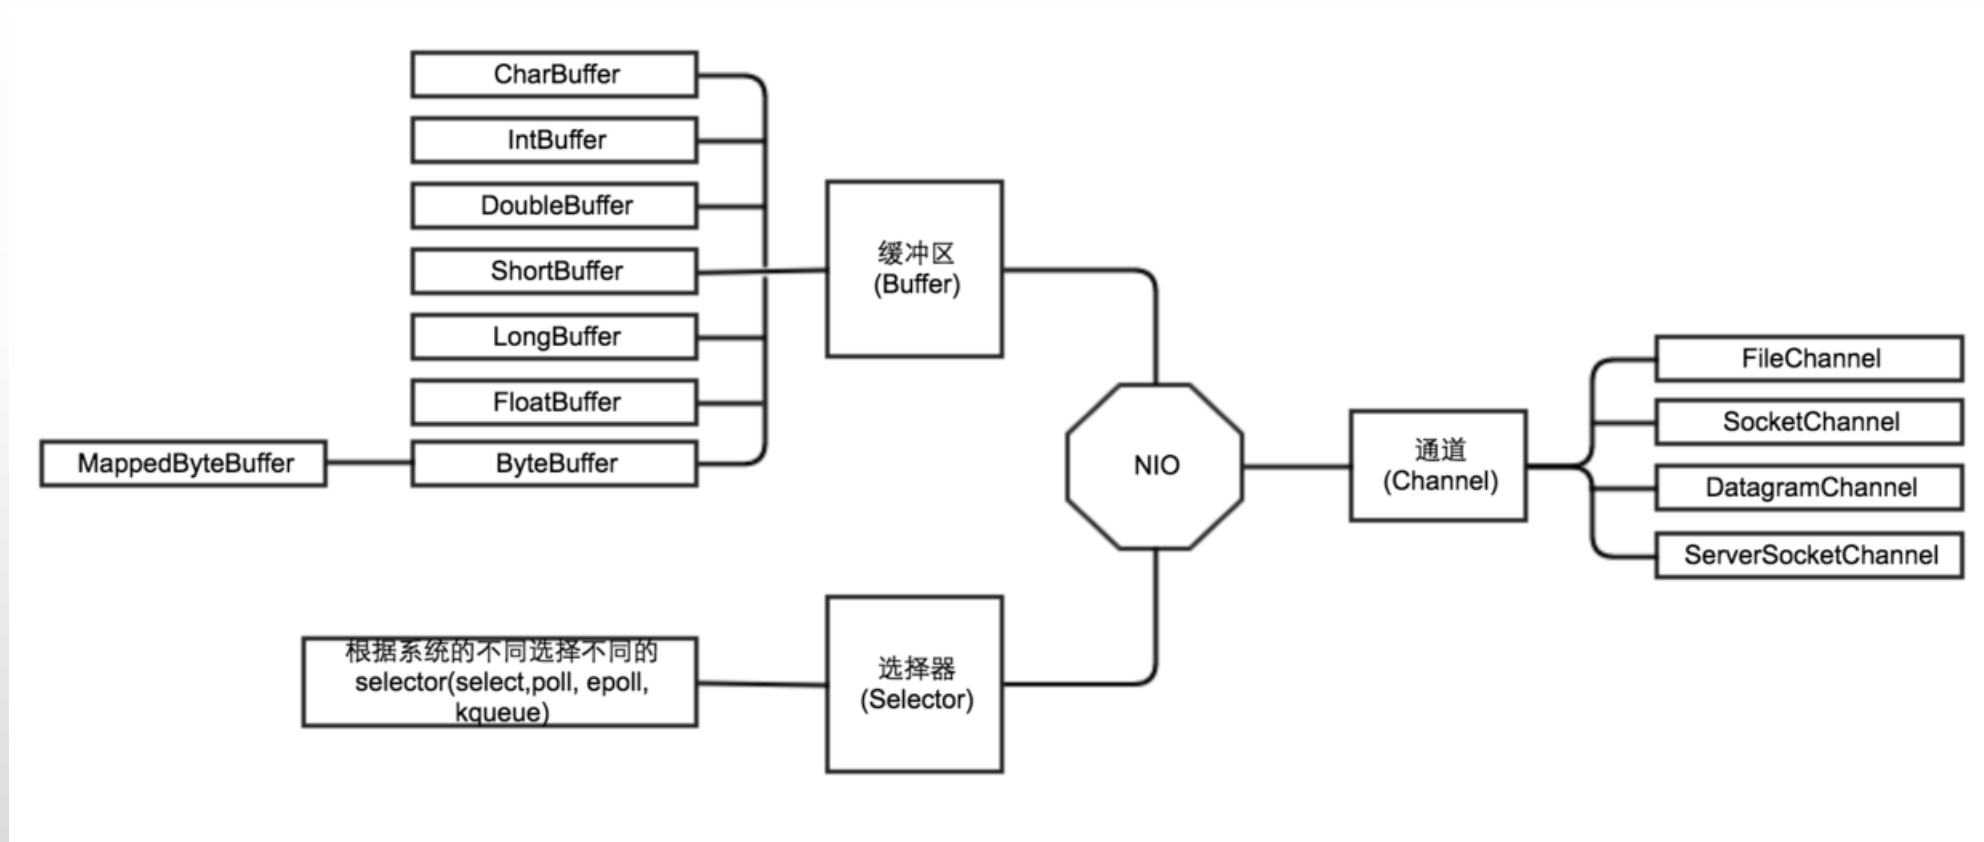 CharBuffer
IntBuffer
DoubleBuffer
ShortBuffer
LongBuffer
FloatBuffer
MappedByteBuffer
ByteBuffer
缓冲区
(Buffer)
NIO
通道
(Channel)
FileChannel
SocketChannel
DatagramChannel
ServerSocketChannel
根据系统的不同选择不同的
selector(select,poll, epoll,
kqueue)
选择器
(Selector)